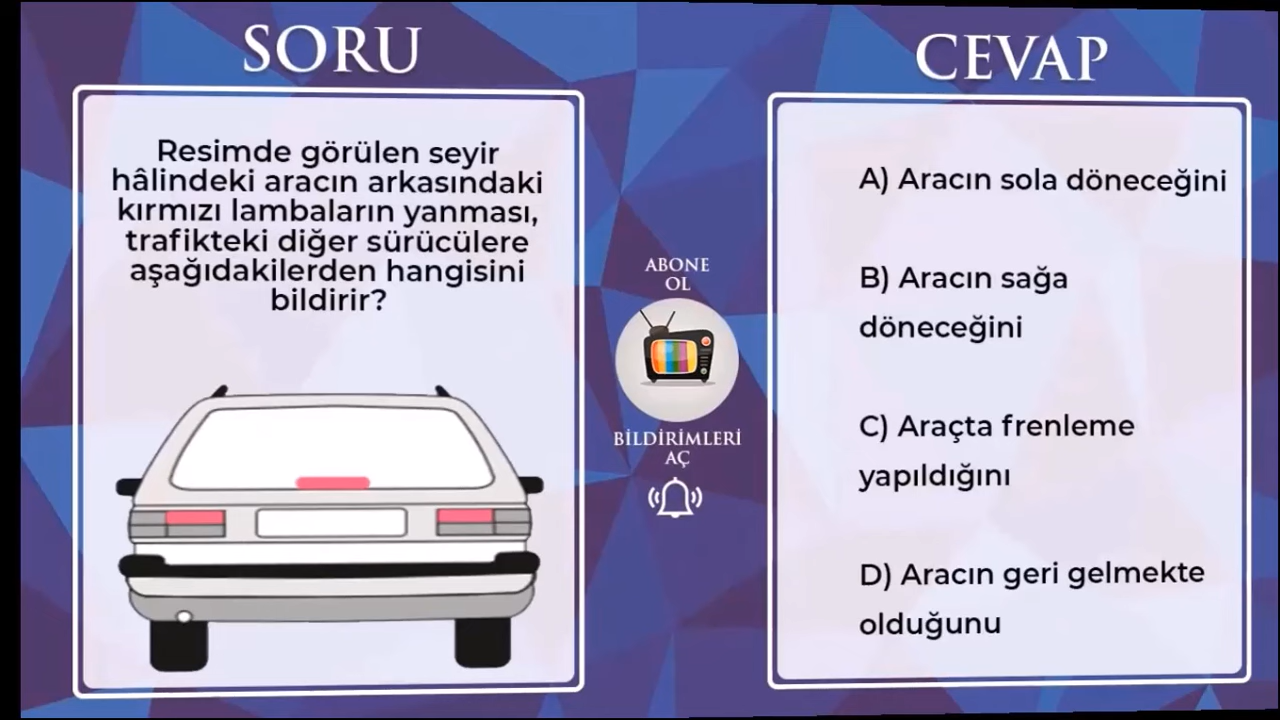 SORU
Resimde görülen seyir
hâlindeki aracın arkasındaki
kırmızı lambaların yanması,
trafikteki diğer sürücülere
aşağıdakilerden hangisini
bildirir?
ABONE
OL
BİLDİRİMLERİ
AÇ
CEVAP
A) Aracın sola döneceğini
B) Aracın sağa
döneceğini
C) Araçta frenleme
yapıldığını
D) Aracın geri gelmekte
olduğunu